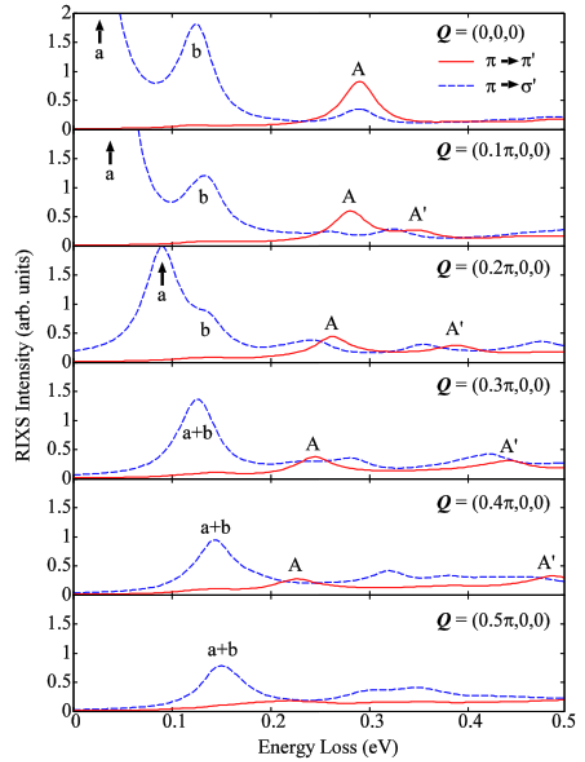 2
1.5
1
0.5
0
a
b
A
Q = (0,0,0)
π → π'
π → σ'
1.5
1
0.5
0
a
b
A
A'
Q = (0.1π,0,0)
1.5
1
0.5
0
a
b
A
A'
Q = (0.2π,0,0)
1.5
1
0.5
0
a+b
A
A'
Q = (0.3π,0,0)
1.5
1
0.5
0
a+b
A
A'
Q = (0.4π,0,0)
1.5
1
0.5
0
a+b
Q = (0.5π,0,0)
0 0.1 0.2 0.3 0.4 0.5
Energy Loss (eV)
RIXS Intensity (arb. units)